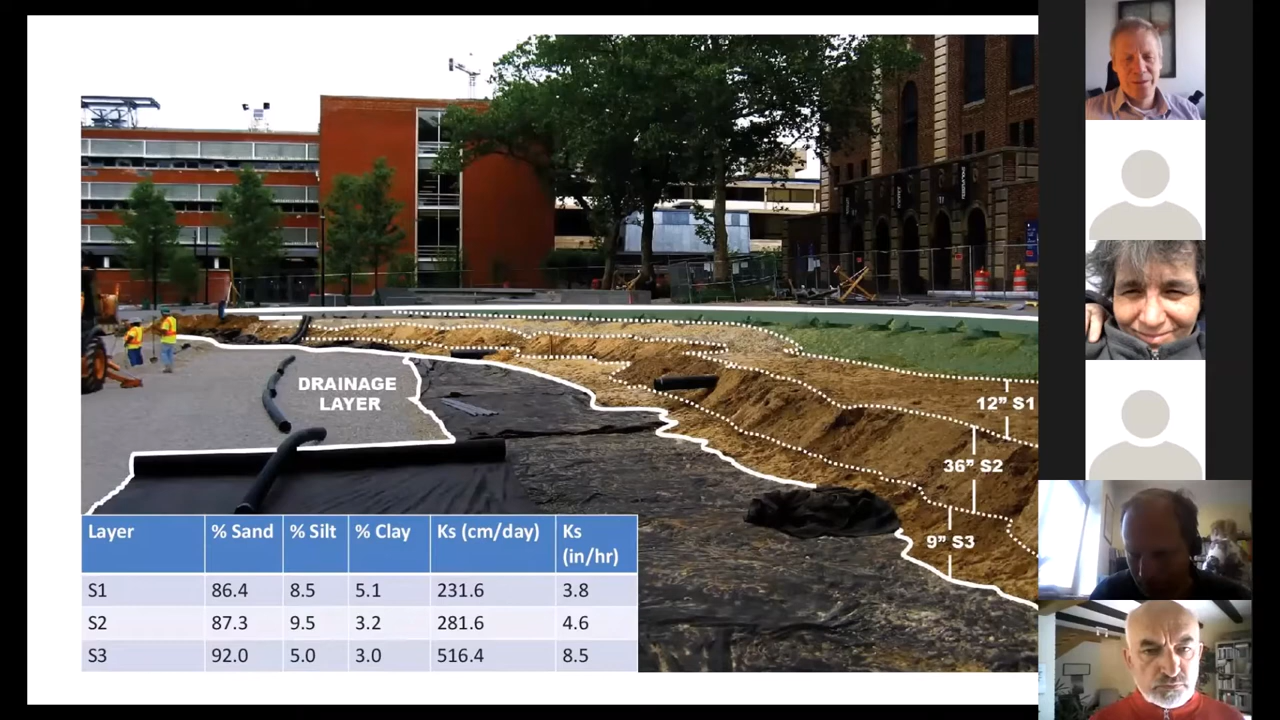 DRAINAGE
LAYER
12” S1
36” S2
9” S3
Layer % Sand % Silt % Clay Ks (cm/day) Ks (in/hr)
S1 86.4 8.5 5.1 231.6 3.8
S2 87.3 9.5 3.2 281.6 4.6
S3 92.0 5.0 3.0 516.4 8.5